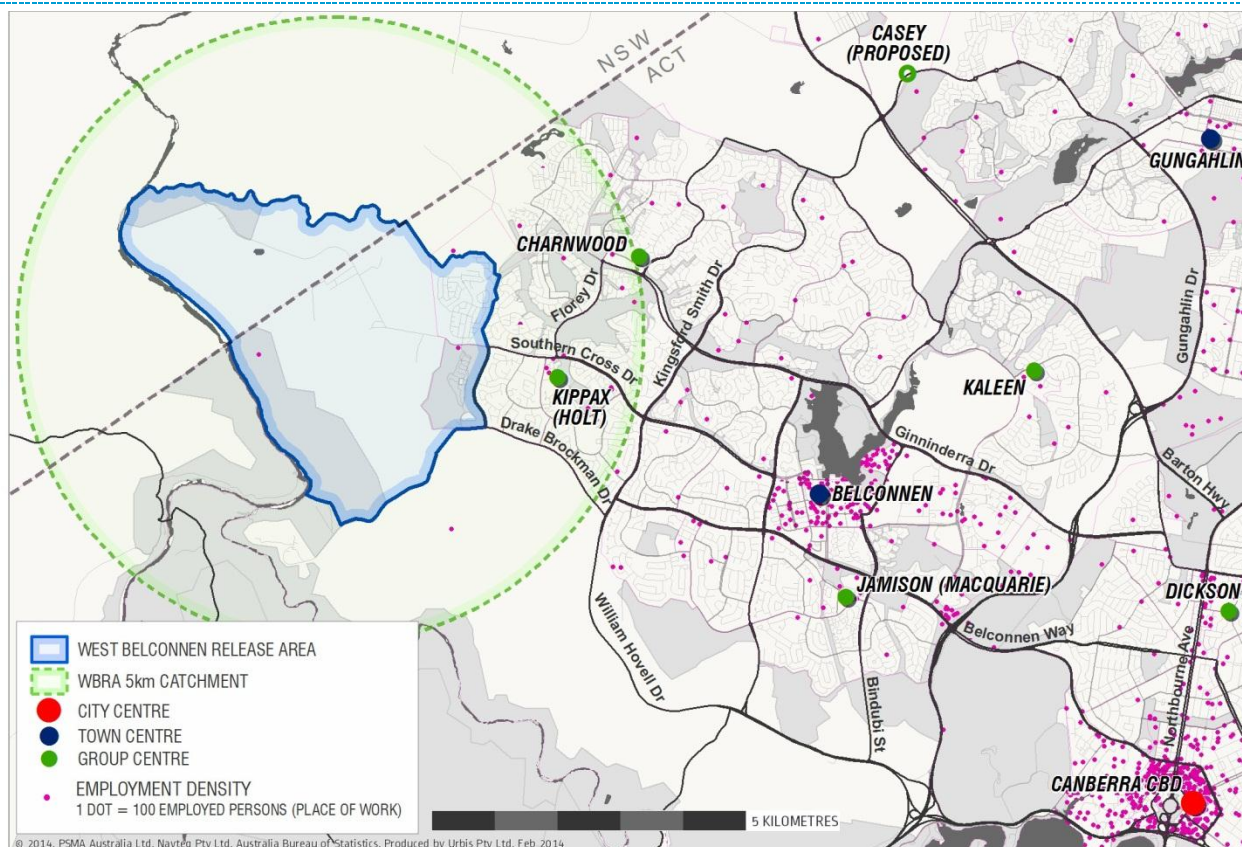 NSW
ACT
CASEY
(PROPOSED)
GUNGAHLIN
CHARNWOOD
Florey Dr
Kingsford Smith Dr
Gungahlin Dr
Southern Cross Dr
KIPPAX
(HOLT)
KALEEN
Drake Brockman Dr
Ginninderra Dr
Barton Hwy
BELCONNEN
JAMISON (MACQUARIE)
DICKSON
Belconnen Way
William Hovell Dr
Bindubi St
Northbourne Ave
CANBERRA CBD
WEST BELCONNEN RELEASE AREA
WBRA 5km CATCHMENT
CITY CENTRE
TOWN CENTRE
GROUP CENTRE
EMPLOYMENT DENSITY
1 DOT = 100 EMPLOYED PERSONS (PLACE OF WORK)
5 KILOMETRES
© 2014. PSMA Australia Ltd, Navteq Pty Ltd, Australia Bureau of Statistics. Produced by Urbis Pty Ltd, Feb 2014